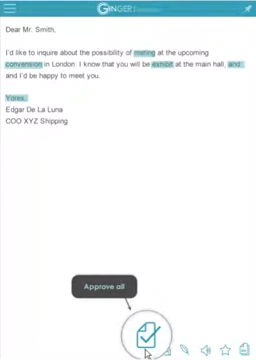 GINGER
Dear Mr. Smith,
I'd like to inquire about the possibility of meting at the upcoming
convension in London. I know that you will be exhibit at the main hall, and
and I'd be happy to meet you.
Yores,
Edgar De La Luna
COO XYZ Shipping
Approve all